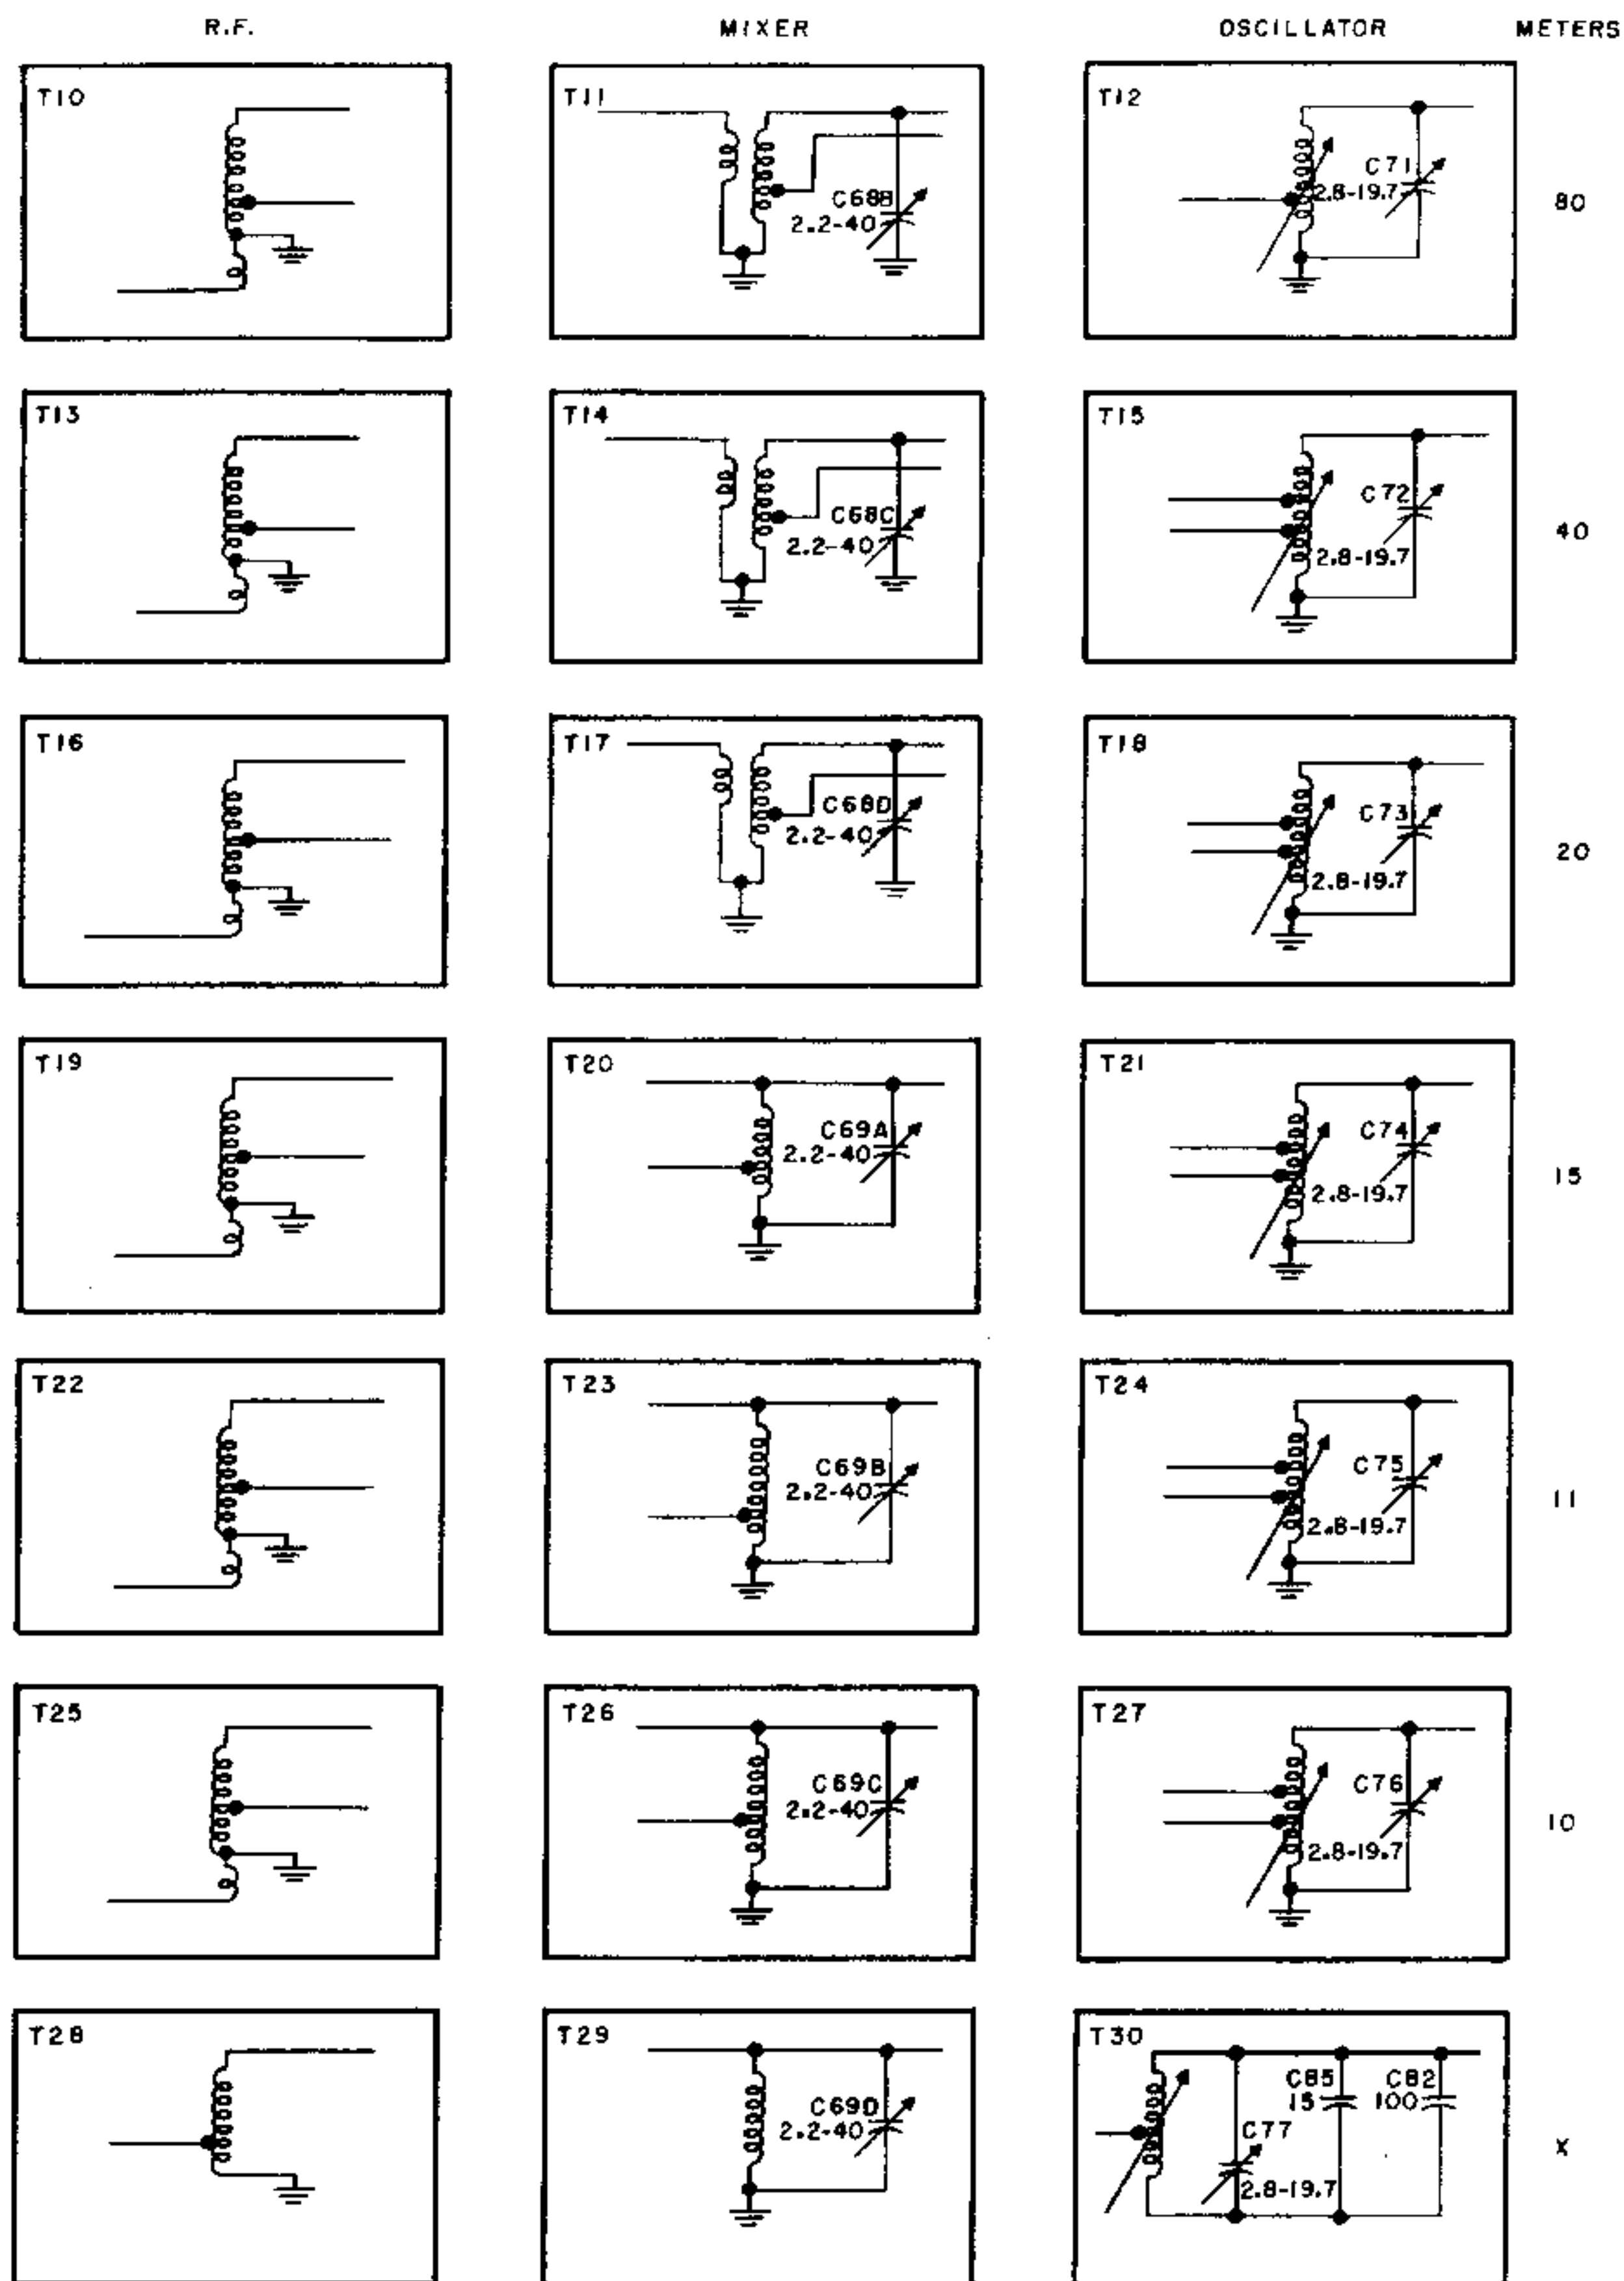 R.F. MIXER OSCILLATOR METERS
T10 T11 T12
C68B
2.2-40
C71
2.8-19.7
80
T13 T14 T15
C68C
2.2-40
C72
2.8-19.7
40
T16 T17 T18
C68D
2.2-40
C73
2.8-19.7
20
T19 T20 T21
C69A
2.2-40
C74
2.8-19.7
15
T22 T23 T24
C69B
2.2-40
C75
2.8-19.7
11
T25 T26 T27
C69C
2.2-40
C76
2.8-19.7
10
T28 T29 T30
C69D
2.2-40
C85
15
C82
100
C77
2.8-19.7
X